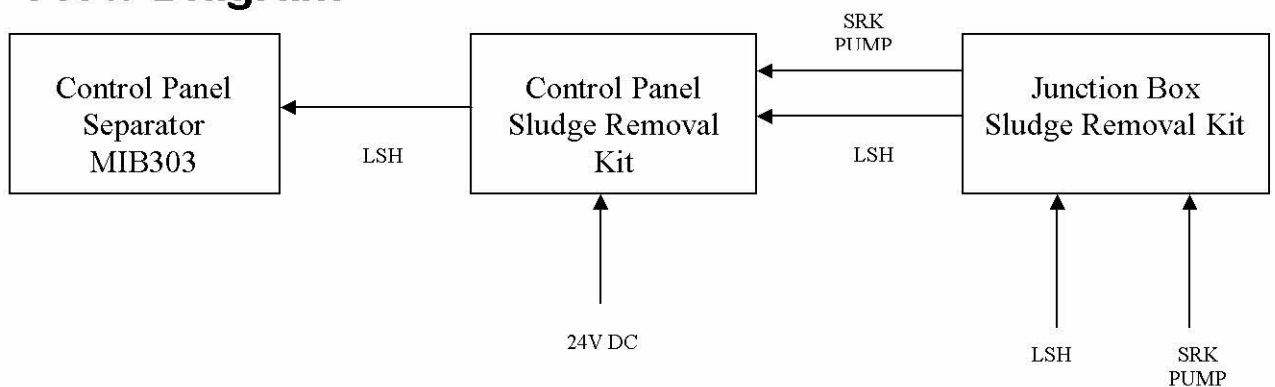 Control Panel
Separator
MIB303
LSH
Control Panel
Sludge Removal
Kit
SRK
PUMP
LSH
Junction Box
Sludge Removal Kit
24V DC
LSH
SRK
PUMP